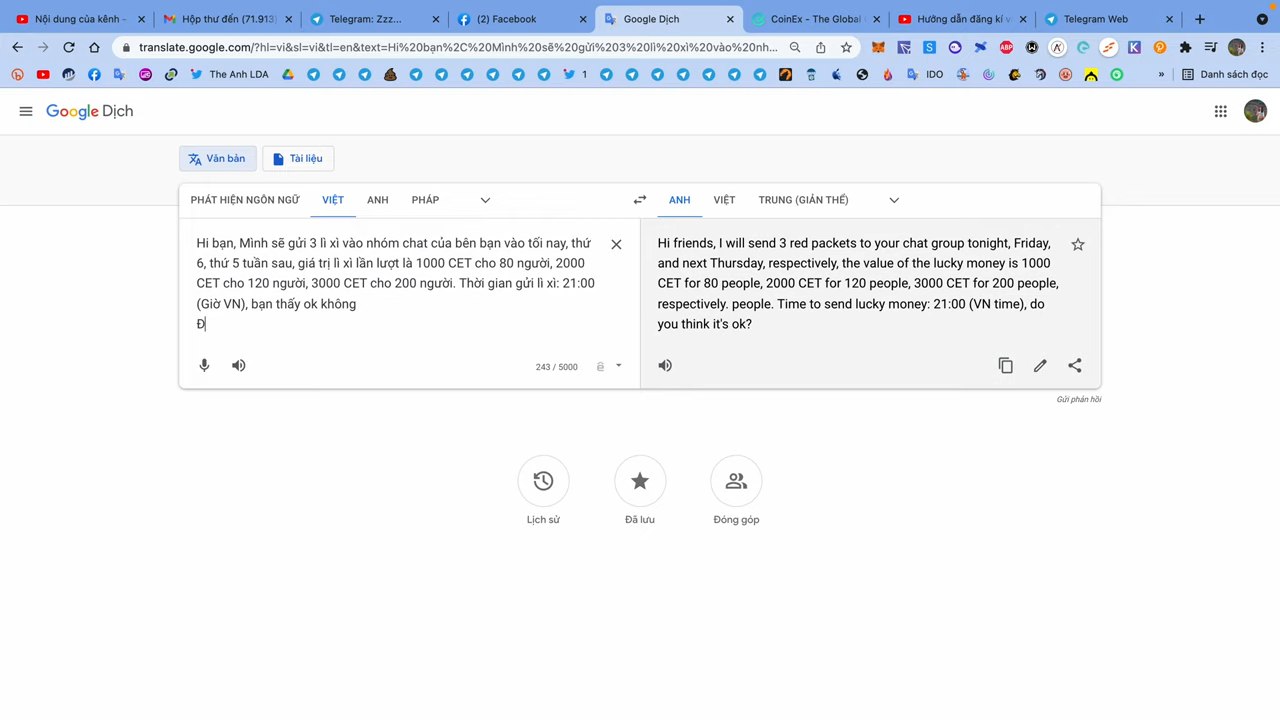 Nội dung của kênh -
Hộp thư đến (71.913)
Telegram: Zzz...
(2) Facebook
Google Dịch
CoinEx - The Global
Hướng dẫn đăng kí v
Telegram Web
translate.google.com/?hl=vi&sl=vi&tl=en&text=Hi%20bạn%2C%20Mình%20sẽ%20gửi%203%20lì%20xì%20vào%20nh...
The Anh LDA
1
IDO
»
Danh sách đọc
Google Dịch
Văn bản
Tài liệu
PHÁT HIỆN NGÔN NGỮ VIỆT ANH PHÁP
ANH VIỆT TRUNG (GIẢN THỂ)
Hi bạn, Mình sẽ gửi 3 lì xì vào nhóm chat của bên bạn vào tối nay, thứ
6, thứ 5 tuần sau, giá trị lì xì lần lượt là 1000 CET cho 80 người, 2000
CET cho 120 người, 3000 CET cho 200 người. Thời gian gửi lì xì: 21:00
(Giờ VN), bạn thấy ok không
Đ
243 / 5000
Hi friends, I will send 3 red packets to your chat group tonight, Friday,
and next Thursday, respectively, the value of the lucky money is 1000
CET for 80 people, 2000 CET for 120 people, 3000 CET for 200 people,
respectively. people. Time to send lucky money: 21:00 (VN time), do
you think it's ok?
Gửi phản hồi
Lịch sử
Đã lưu
Đóng góp